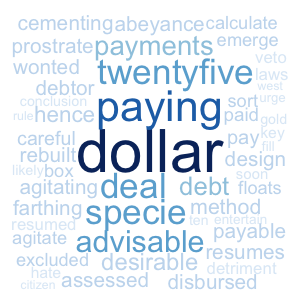 cementing abeyance calculate
prostrate payments emerge
wonted twentyfive veto
debtor laws
conclusion paying west
hence sort urge
rule paid gold
careful dollar key
rebuilt pay fill
likely box deal debt design
agitating soon floats
farthing specie method
resumed ten entertain
agitate advisable payable
excluded desirable resumes
hate detriment
citizen assessed disbursed